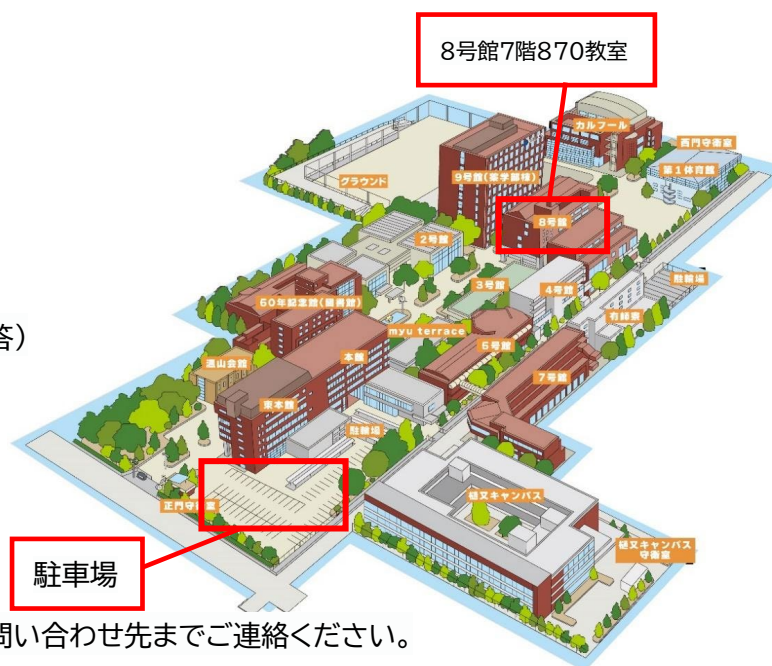 8号館7階870教室
カルフール
西門守衛室
第1体育館
グラウンド
9号館(薬学部棟)
8号館
2号館
3号館
4号館
駐輪場
有師寮
60年記念館(図書館)
myu terrace
5号館
答)
本館
遠山会館
7号館
東本館
駐輪場
樋又キャンパス
正門守衛室
樋又キャンパス
守衛室
駐車場
問い合わせ先までご連絡ください。